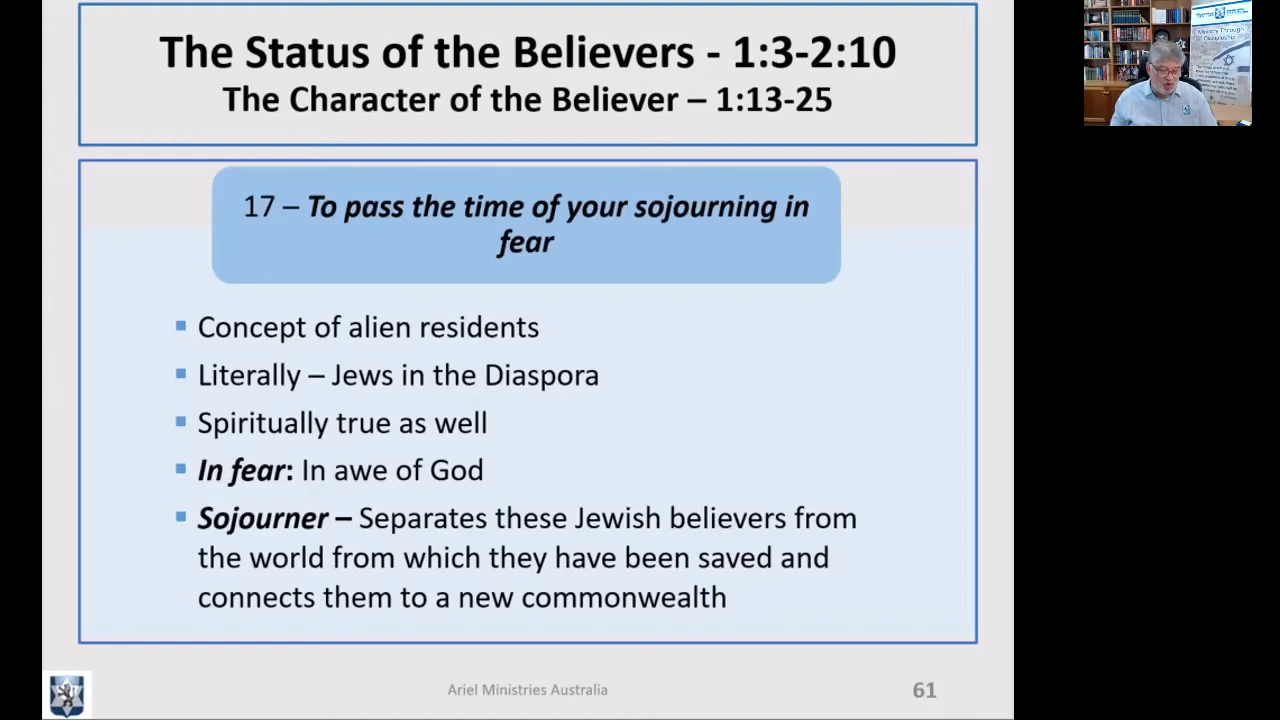 The Status of the Believers - 1:3-2:10
The Character of the Believer – 1:13-25
17 – To pass the time of your sojourning in
fear
Concept of alien residents
Literally – Jews in the Diaspora
Spiritually true as well
In fear: In awe of God
Sojourner – Separates these Jewish believers from
the world from which they have been saved and
connects them to a new commonwealth
Ariel Ministries Australia
61
Ministry Through
Discipleship